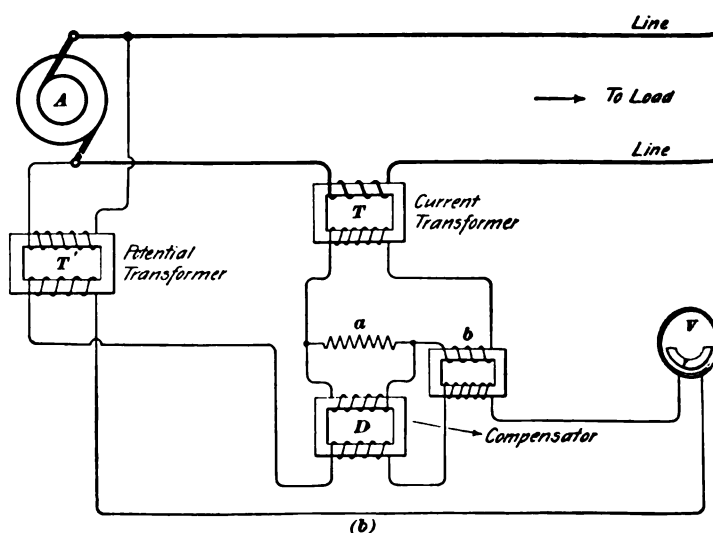 Line
A
To Load
Line
T
Current
Transformer
T'
Potential
Transformer
a
b
V
D
Compensator
(b)